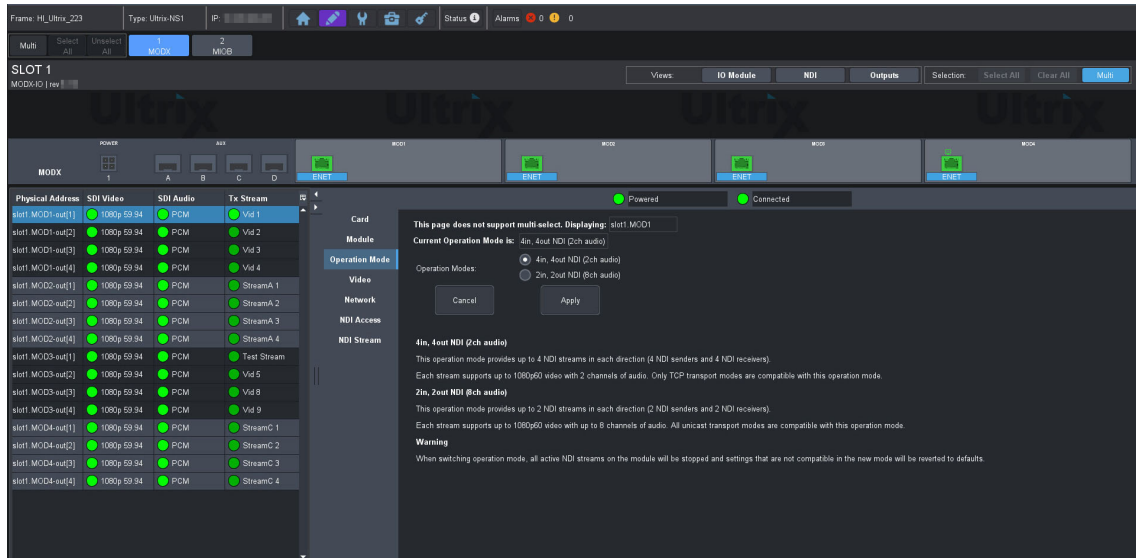 Frame: HI_Ultrix_223 Type: Ultrix-NS1 IP: Status Alarms 0 0
Multi Select All Unselect All 1 MODX 2 MIOB
SLOT 1
MODX-IO | rev
Views: IO Module NDI Outputs Selection: Select All Clear All Multi
Ultrix Ultrix Ultrix Ultrix
POWER AUX MOD1 MOD2 MOD3 MOD4
MODX 1 A B C D ENET ENET ENET ENET
Physical Address SDI Video SDI Audio Tx Stream
slot1.MOD1-out[1] 1080p 59.94 PCM Vid 1
slot1.MOD1-out[2] 1080p 59.94 PCM Vid 2
slot1.MOD1-out[3] 1080p 59.94 PCM Vid 3
slot1.MOD1-out[4] 1080p 59.94 PCM Vid 4
slot1.MOD2-out[1] 1080p 59.94 PCM StreamA 1
slot1.MOD2-out[2] 1080p 59.94 PCM StreamA 2
slot1.MOD2-out[3] 1080p 59.94 PCM StreamA 3
slot1.MOD2-out[4] 1080p 59.94 PCM StreamA 4
slot1.MOD3-out[1] 1080p 59.94 PCM Test Stream
slot1.MOD3-out[2] 1080p 59.94 PCM Vid 5
slot1.MOD3-out[3] 1080p 59.94 PCM Vid 8
slot1.MOD3-out[4] 1080p 59.94 PCM Vid 9
slot1.MOD4-out[1] 1080p 59.94 PCM StreamC 1
slot1.MOD4-out[2] 1080p 59.94 PCM StreamC 2
slot1.MOD4-out[3] 1080p 59.94 PCM StreamC 3
slot1.MOD4-out[4] 1080p 59.94 PCM StreamC 4
Card
Module
Operation Mode
Video
Network
NDI Access
NDI Stream
Powered Connected
This page does not support multi-select. Displaying: slot1.MOD1
Current Operation Mode is: 4in, 4out NDI (2ch audio)
Operation Modes:
4in, 4out NDI (2ch audio)
2in, 2out NDI (8ch audio)
Cancel Apply
4in, 4out NDI (2ch audio)
This operation mode provides up to 4 NDI streams in each direction (4 NDI senders and 4 NDI receivers).
Each stream supports up to 1080p60 video with 2 channels of audio. Only TCP transport modes are compatible with this operation mode.
2in, 2out NDI (8ch audio)
This operation mode provides up to 2 NDI streams in each direction (2 NDI senders and 2 NDI receivers).
Each stream supports up to 1080p60 video with up to 8 channels of audio. All unicast transport modes are compatible with this operation mode.
Warning
When switching operation mode, all active NDI streams on the module will be stopped and settings that are not compatible in the new mode will be reverted to defaults.